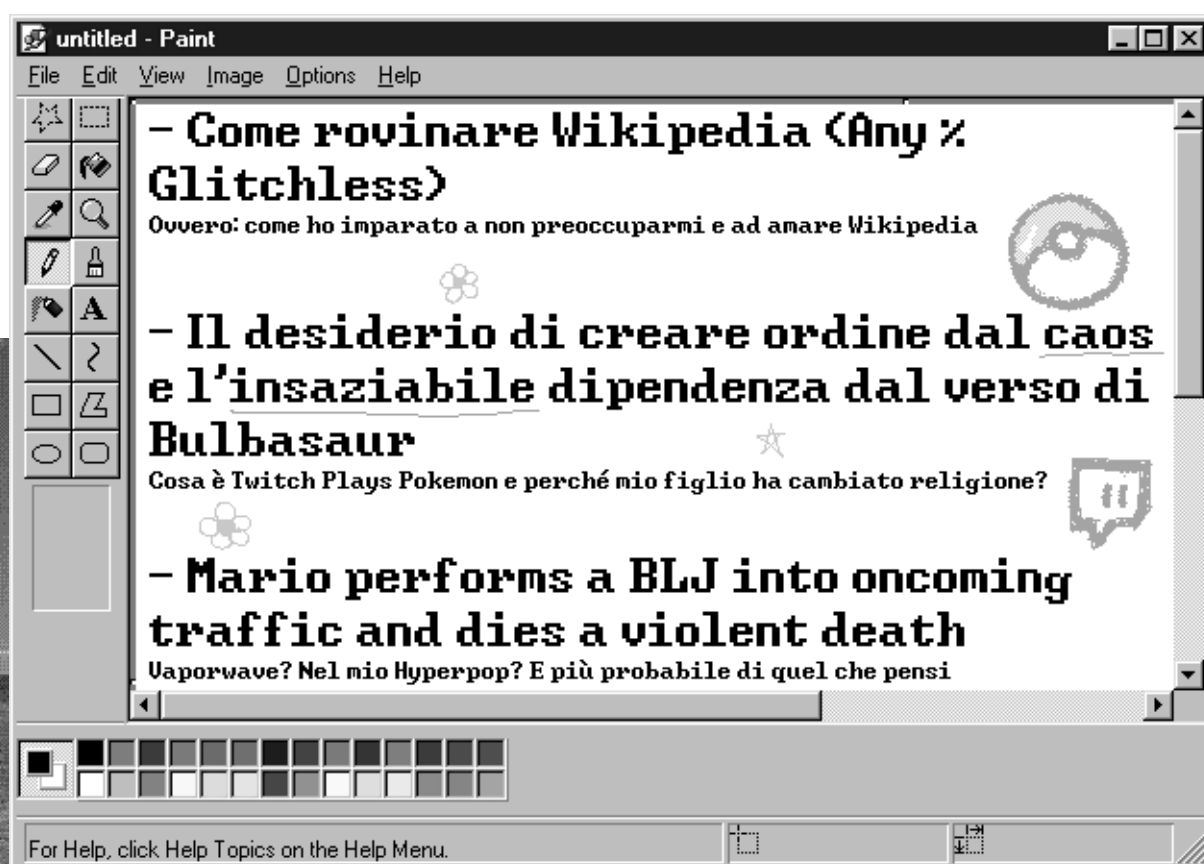 untitled - Paint
File Edit View Image Options Help
– Come rovinare Wikipedia (Any %
Glitchless)
Ovvero: come ho imparato a non preoccuparmi e ad amare Wikipedia
– Il desiderio di creare ordine dal caos
e l'insaziabile dipendenza dal verso di
Bulbasaur
Cosa è Twitch Plays Pokemon e perché mio figlio ha cambiato religione?
– Mario performs a BLJ into oncoming
traffic and dies a violent death
Vaporwave? Nel mio Hyperpop? E più probabile di quel che pensi
A
For Help, click Help Topics on the Help Menu.